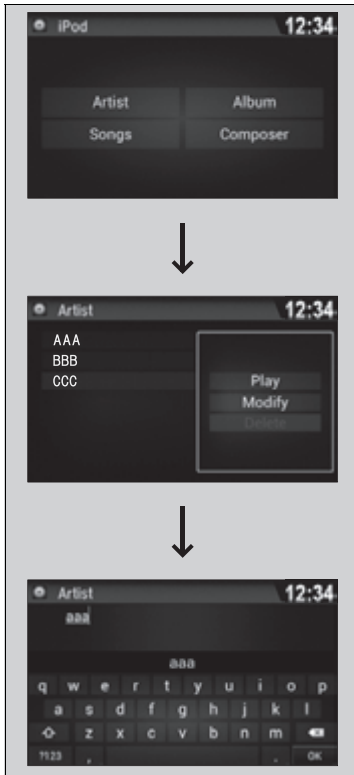 iPod 12:34
Artist Album
Songs Composer
Artist 12:34
AAA
BBB
CCC
Play
Modify
Delete
Artist 12:34
aaa
aaa
q w e r t y u i o p
a s d f g h j k l
z x c v b n m
?123 , . OK